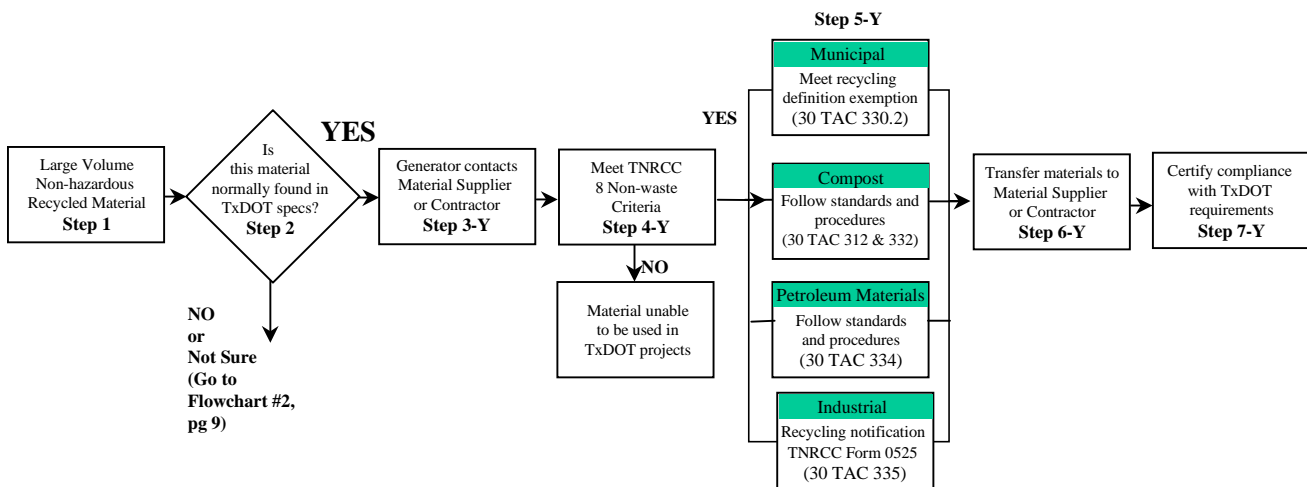 Large Volume
Non-hazardous
Recycled Material
Step 1
Is
this material
normally found in
TxDOT specs?
Step 2
YES
NO
or
Not Sure
(Go to
Flowchart #2,
pg 9)
Generator contacts
Material Supplier
or Contractor
Step 3-Y
Meet TNRCC
8 Non-waste
Criteria
Step 4-Y
NO
Material unable
to be used in
TxDOT projects
YES
Step 5-Y
Municipal
Meet recycling
definition exemption
(30 TAC 330.2)
Compost
Follow standards and
procedures
(30 TAC 312 & 332)
Petroleum Materials
Follow standards
and procedures
(30 TAC 334)
Industrial
Recycling notification
TNRCC Form 0525
(30 TAC 335)
Transfer materials to
Material Supplier
or Contractor
Step 6-Y
Certify compliance
with TxDOT
requirements
Step 7-Y